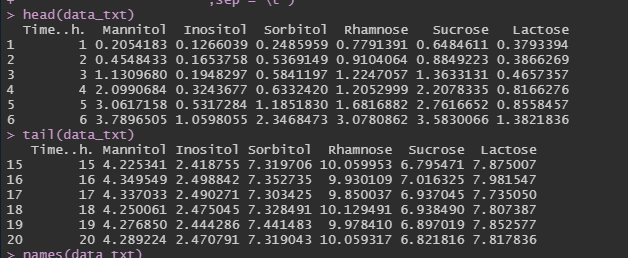 + ,sep = "\t")
> head(data_txt)
Time..h. Mannitol Inositol Sorbitol Rhamnose Sucrose Lactose
1 1 0.2054183 0.1266039 0.2485959 0.7791391 0.6484611 0.3793394
2 2 0.4548433 0.1653758 0.5369149 0.9104064 0.8849223 0.3866269
3 3 1.1309680 0.1948297 0.5841197 1.2247067 1.3633131 0.4657357
4 4 2.0990684 0.3243677 0.6332420 1.2052999 2.2078335 0.8166276
5 5 3.0617158 0.5317284 1.1851830 1.6816882 2.7616652 0.8558457
6 6 3.7896505 1.0598055 2.3468473 3.0780862 3.5830066 1.3821836
> tail(data_txt)
Time..h. Mannitol Inositol Sorbitol Rhamnose Sucrose Lactose
15 15 4.225341 2.418755 7.319706 10.059953 6.795471 7.875007
16 16 4.349549 2.498842 7.352735 9.930109 7.016325 7.981547
17 17 4.337033 2.490271 7.303425 9.850037 6.937045 7.735050
18 18 4.250061 2.475045 7.328491 10.129491 6.938490 7.807387
19 19 4.276850 2.444286 7.441483 9.978410 6.897019 7.852577
20 20 4.289224 2.470791 7.319043 10.059317 6.821816 7.817836
> names(data_txt)